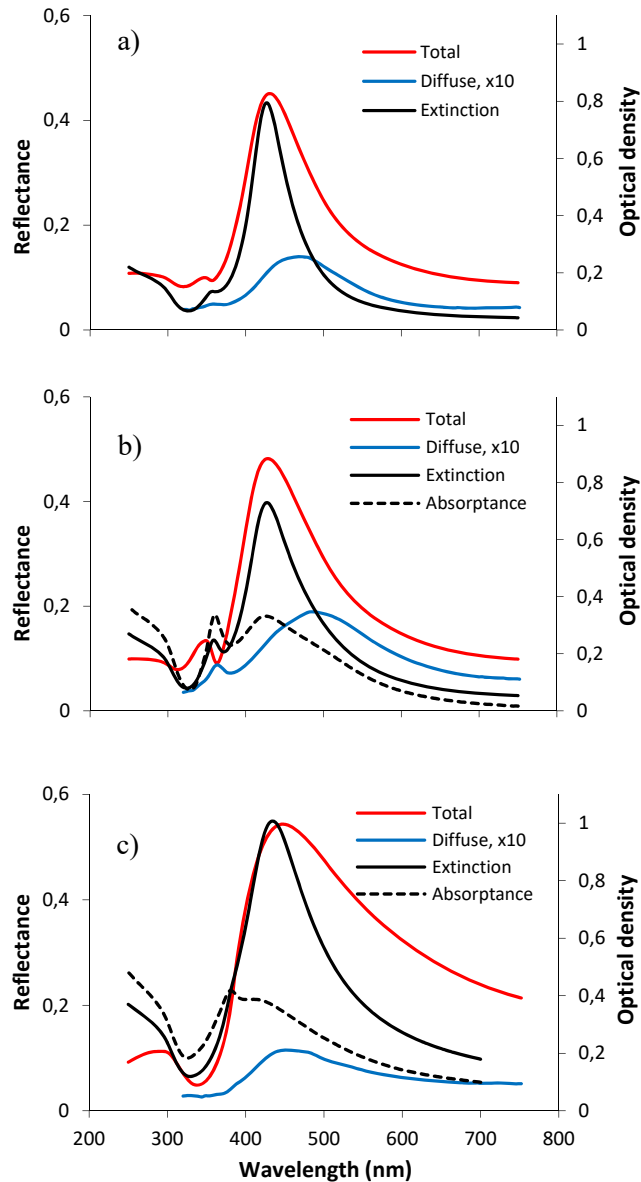 a)
0,6
0,4
0,2
0
Reflectance
Total
Diffuse, x10
Extinction
1
0,8
0,6
0,4
0,2
0
Optical density
b)
0,6
0,4
0,2
0
Reflectance
Total
Diffuse, x10
Extinction
Absorptance
1
0,8
0,6
0,4
0,2
0
Optical density
c)
0,6
0,4
0,2
0
Reflectance
Total
Diffuse, x10
Extinction
Absorptance
1
0,8
0,6
0,4
0,2
0
Optical density
200 300 400 500 600 700 800
Wavelength (nm)